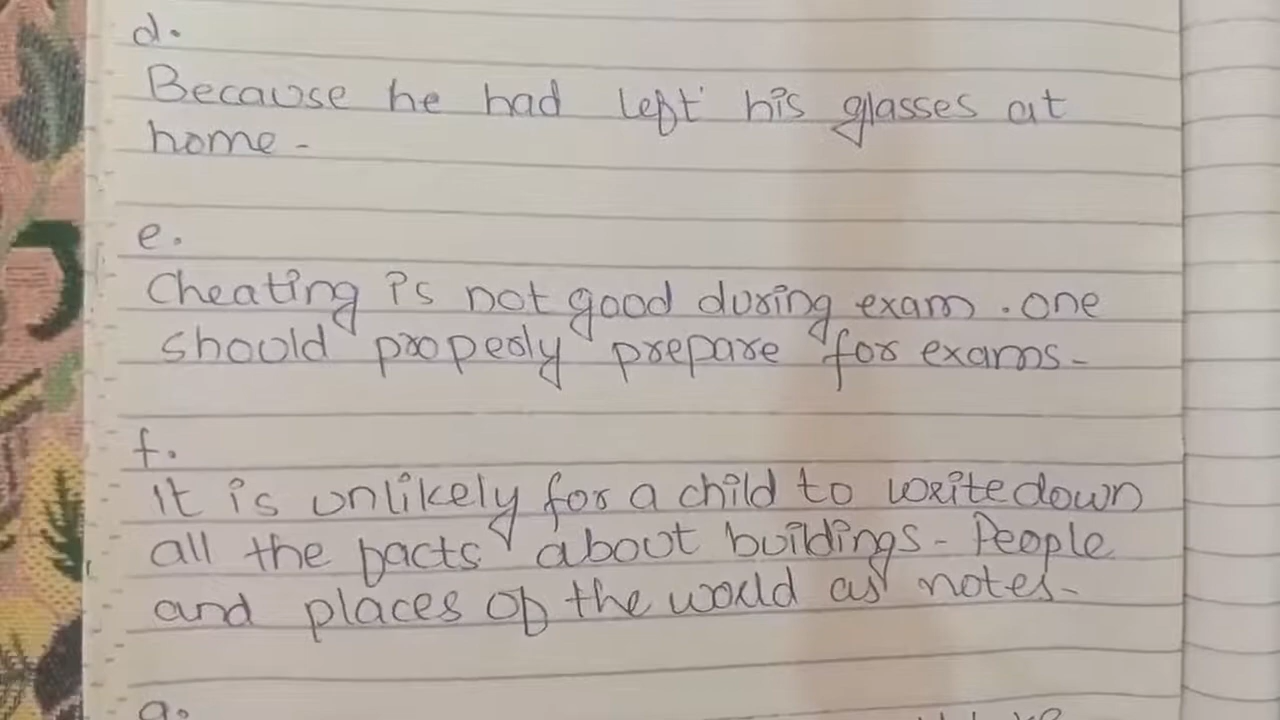 d.
Because he had left his glasses at
home -
e.
Cheating is not good during exam. one
should properly prepare for exams -
f.
It is unlikely for a child to write down
all the facts about buildings - People
and places of the world as notes -
g.